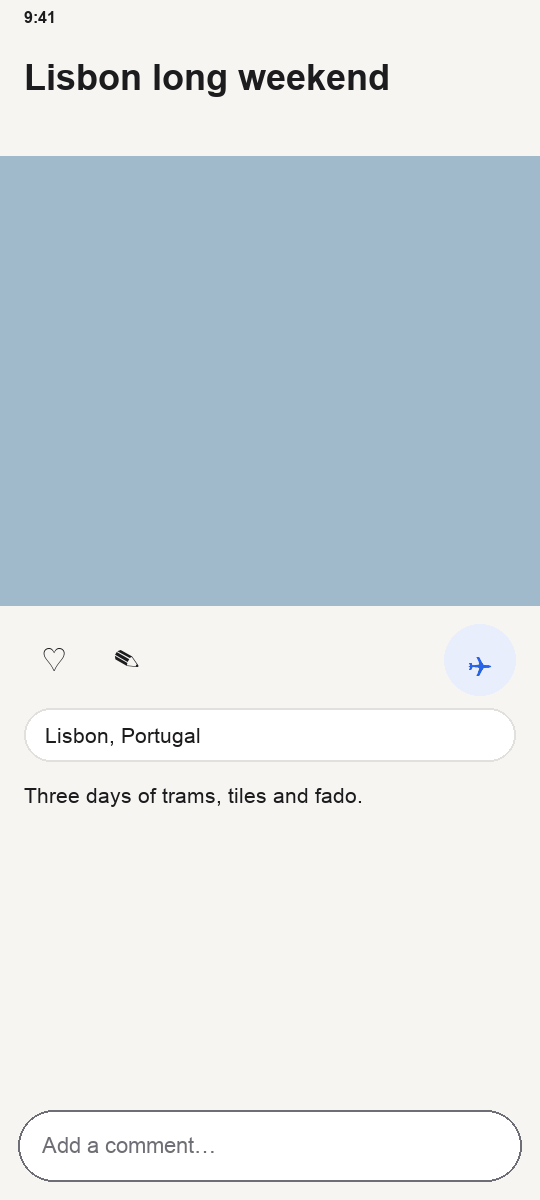 9:41
Lisbon long weekend
Lisbon, Portugal
Three days of trams, tiles and fado.
Add a comment…